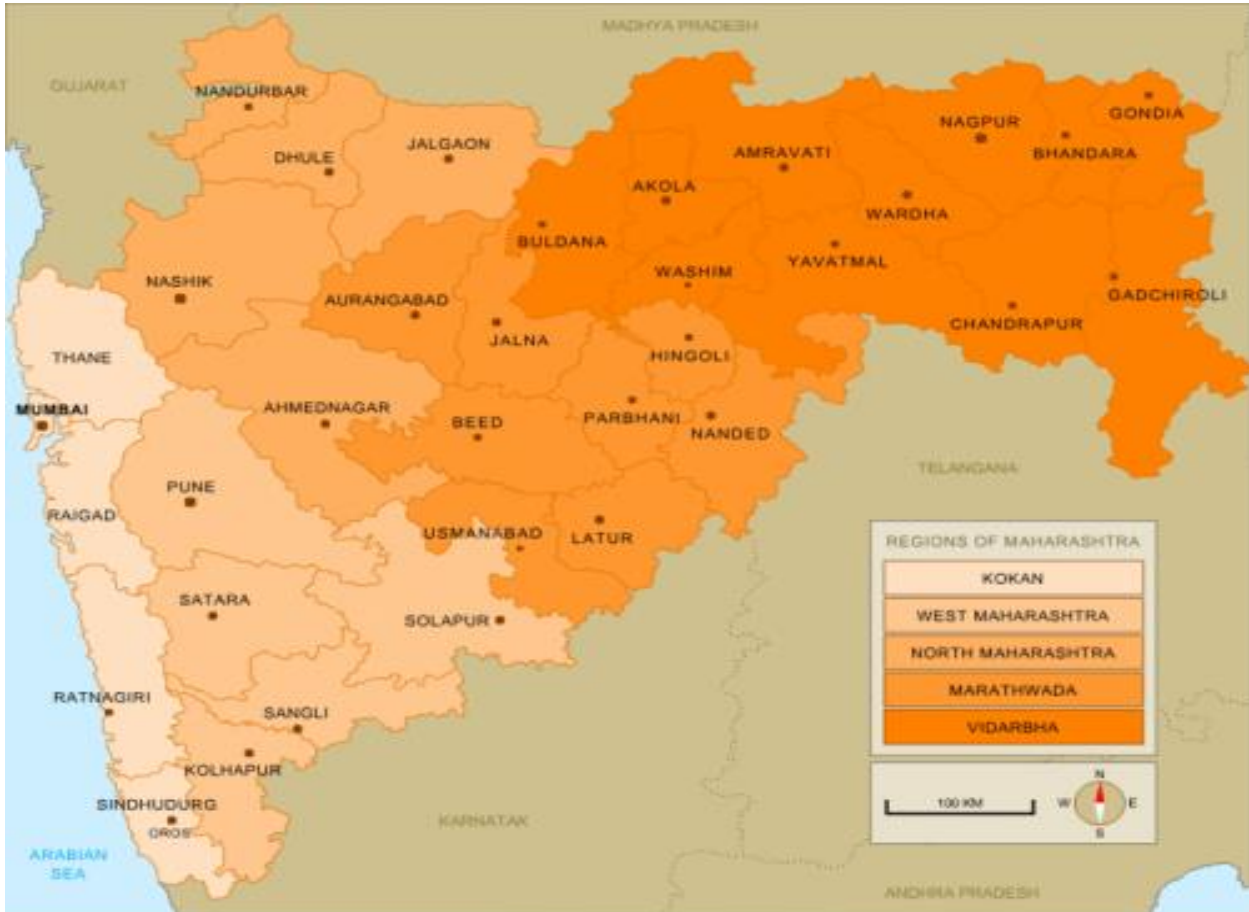 MADHYA PRADESH
GUJARAT
NANDURBAR
DHULE
JALGAON
NASHIK
AURANGABAD
JALNA
BULDANA
AKOLA
AMRAVATI
WASHIM
YAVATMAL
WARDHA
NAGPUR
BHANDARA
GONDIA
GADCHIROLI
CHANDRAPUR
THANE
MUMBAI
RAIGAD
AHMEDNAGAR
BEED
PARBHANI
HINGOLI
NANDED
PUNE
USMANABAD
LATUR
SATARA
SOLAPUR
RATNAGIRI
SANGLI
KOLHAPUR
SINDHUDURG
OROS
ARABIAN
SEA
KARNATAK
TELANGANA
ANDHRA PRADESH
REGIONS OF MAHARASHTRA
KOKAN
WEST MAHARASHTRA
NORTH MAHARASHTRA
MARATHWADA
VIDARBHA
100 KM
N
W
E
S